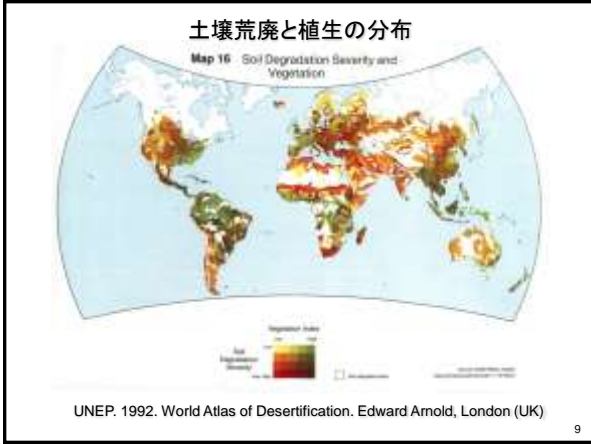 土壌荒廃と植生の分布
Map 16 Soil Degradation Severity and
Vegetation
Vegetation Index
Soil
Degradation
Severity
UNEP. 1992. World Atlas of Desertification. Edward Arnold, London (UK)
9